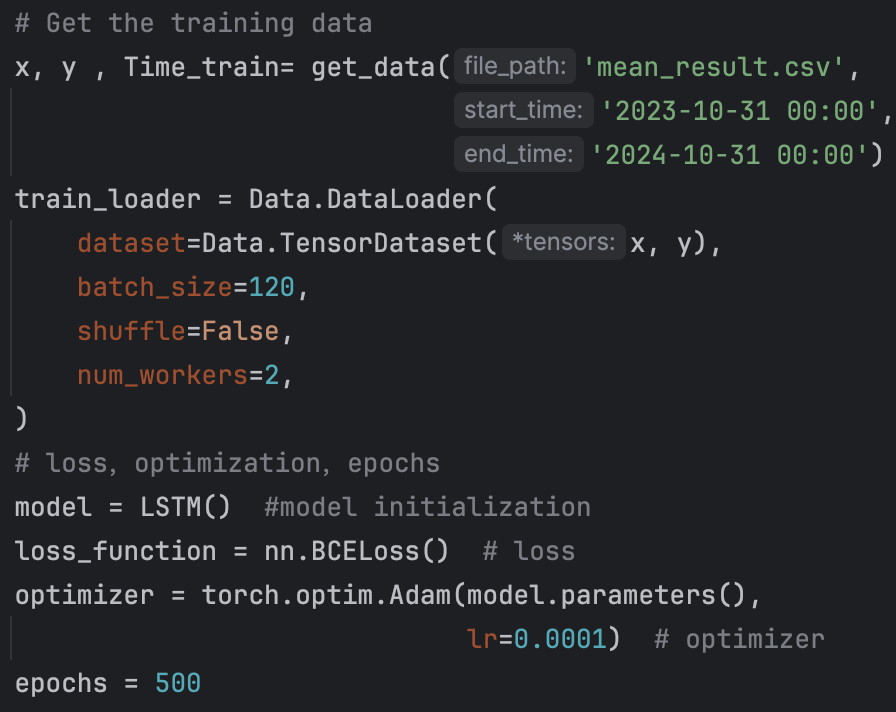 # Get the training data
x, y , Time_train= get_data( file_path: 'mean_result.csv',
start_time: '2023-10-31 00:00',
end_time: '2024-10-31 00:00')
train_loader = Data.DataLoader(
dataset=Data.TensorDataset( *tensors: x, y),
batch_size=120,
shuffle=False,
num_workers=2,
)
# loss, optimization, epochs
model = LSTM()  #model initialization
loss_function = nn.BCELoss()  # loss
optimizer = torch.optim.Adam(model.parameters(),
lr=0.0001)  # optimizer
epochs = 500